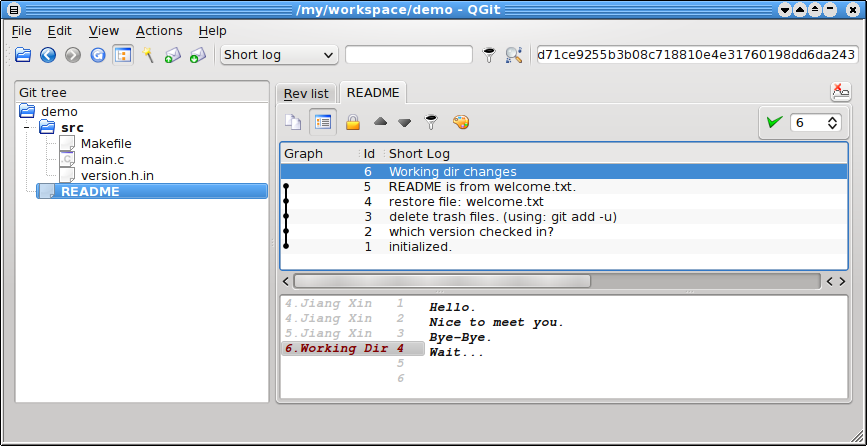 /my/workspace/demo - QGit
File Edit View Actions Help
Short log
d71ce9255b3b08c718810e4e31760198dd6da243
Git tree
demo
src
Makefile
main.c
version.h.in
README
Rev list README
6
Graph Id Short Log
6 Working dir changes
5 README is from welcome.txt.
4 restore file: welcome.txt
3 delete trash files. (using: git add -u)
2 which version checked in?
1 initialized.
4.Jiang Xin 1 Hello.
4.Jiang Xin 2 Nice to meet you.
5.Jiang Xin 3 Bye-Bye.
6.Working Dir 4 Wait...
5
6